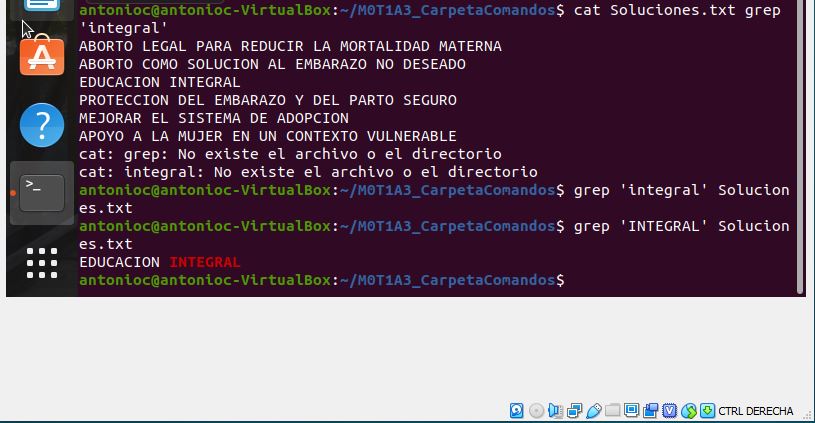 antonioc@antonioc-VirtualBox:~/M0T1A3_CarpetaComandos$ cat Soluciones.txt grep
'integral'
ABORTO LEGAL PARA REDUCIR LA MORTALIDAD MATERNA
ABORTO COMO SOLUCION AL EMBARAZO NO DESEADO
EDUCACION INTEGRAL
PROTECCION DEL EMBARAZO Y DEL PARTO SEGURO
MEJORAR EL SISTEMA DE ADOPCION
APOYO A LA MUJER EN UN CONTEXTO VULNERABLE
cat: grep: No existe el archivo o el directorio
cat: integral: No existe el archivo o el directorio
antonioc@antonioc-VirtualBox:~/M0T1A3_CarpetaComandos$ grep 'integral' Solucion
es.txt
antonioc@antonioc-VirtualBox:~/M0T1A3_CarpetaComandos$ grep 'INTEGRAL' Solucion
es.txt
EDUCACION INTEGRAL
antonioc@antonioc-VirtualBox:~/M0T1A3_CarpetaComandos$
CTRL DERECHA